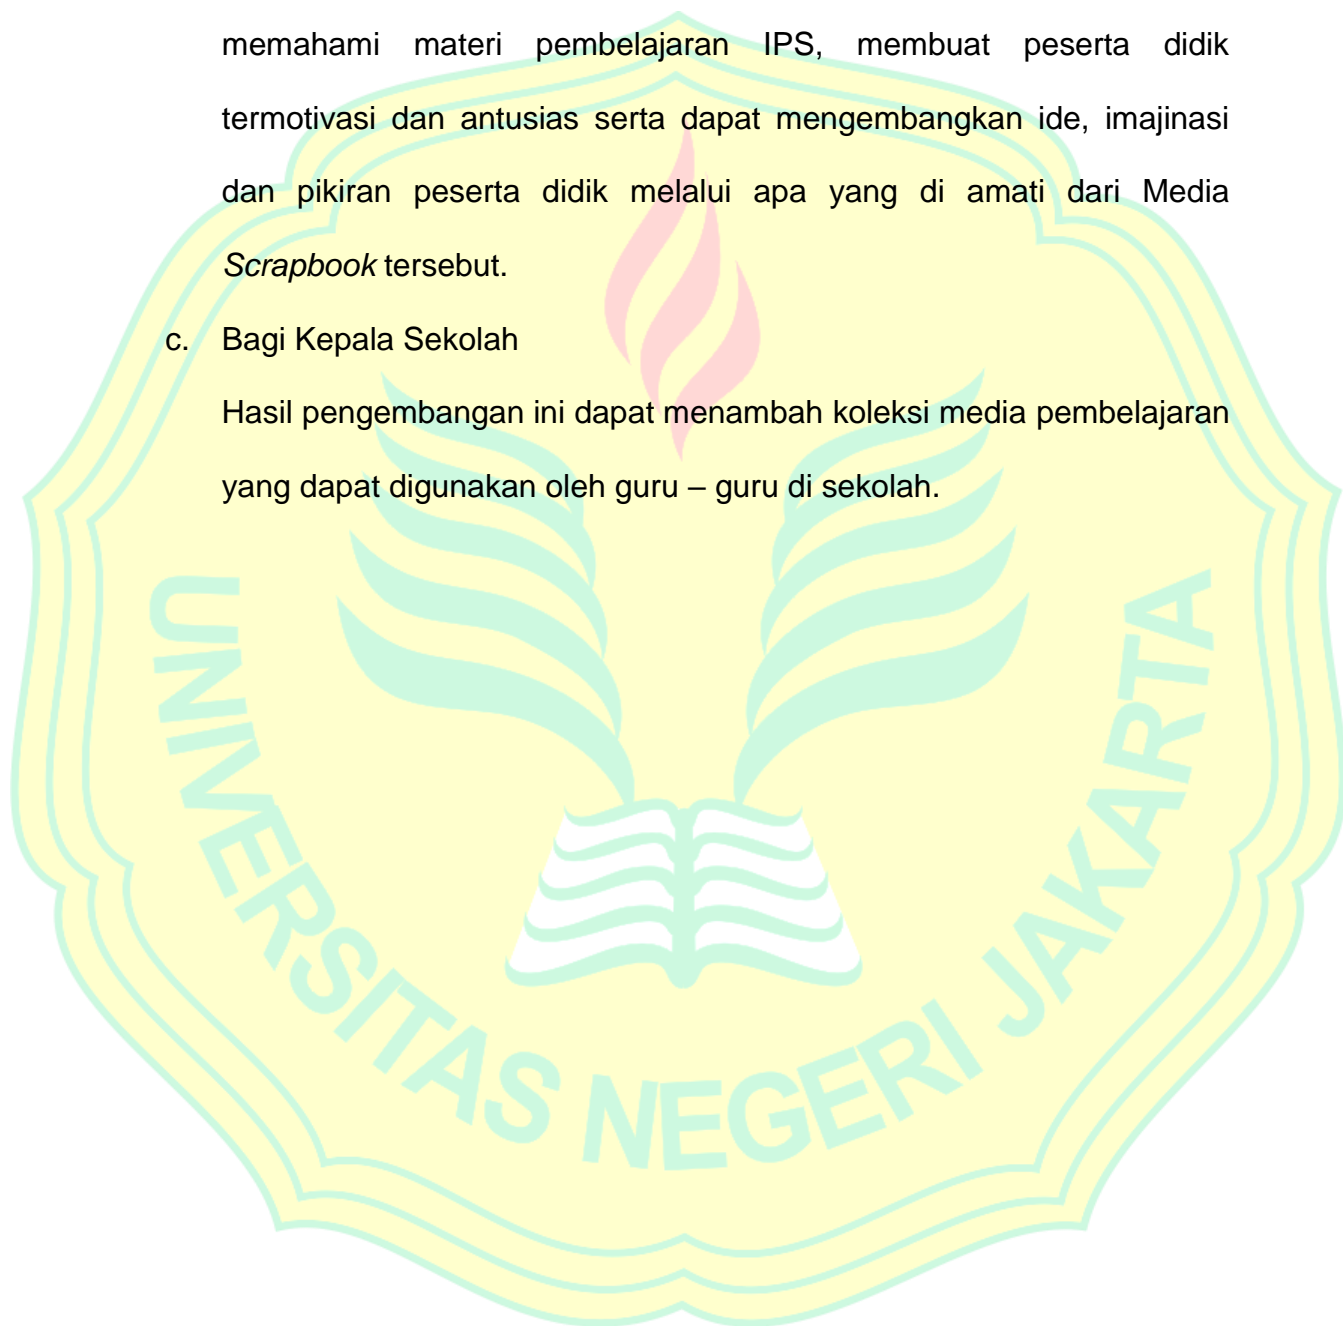 memahami materi pembelajaran IPS, membuat peserta didik
termotivasi dan antusias serta dapat mengembangkan ide, imajinasi
dan pikiran peserta didik melalui apa yang di amati dari Media
Scrapbook tersebut.
c. Bagi Kepala Sekolah
Hasil pengembangan ini dapat menambah koleksi media pembelajaran
yang dapat digunakan oleh guru – guru di sekolah.
UNIVERSITAS NEGERI JAKARTA